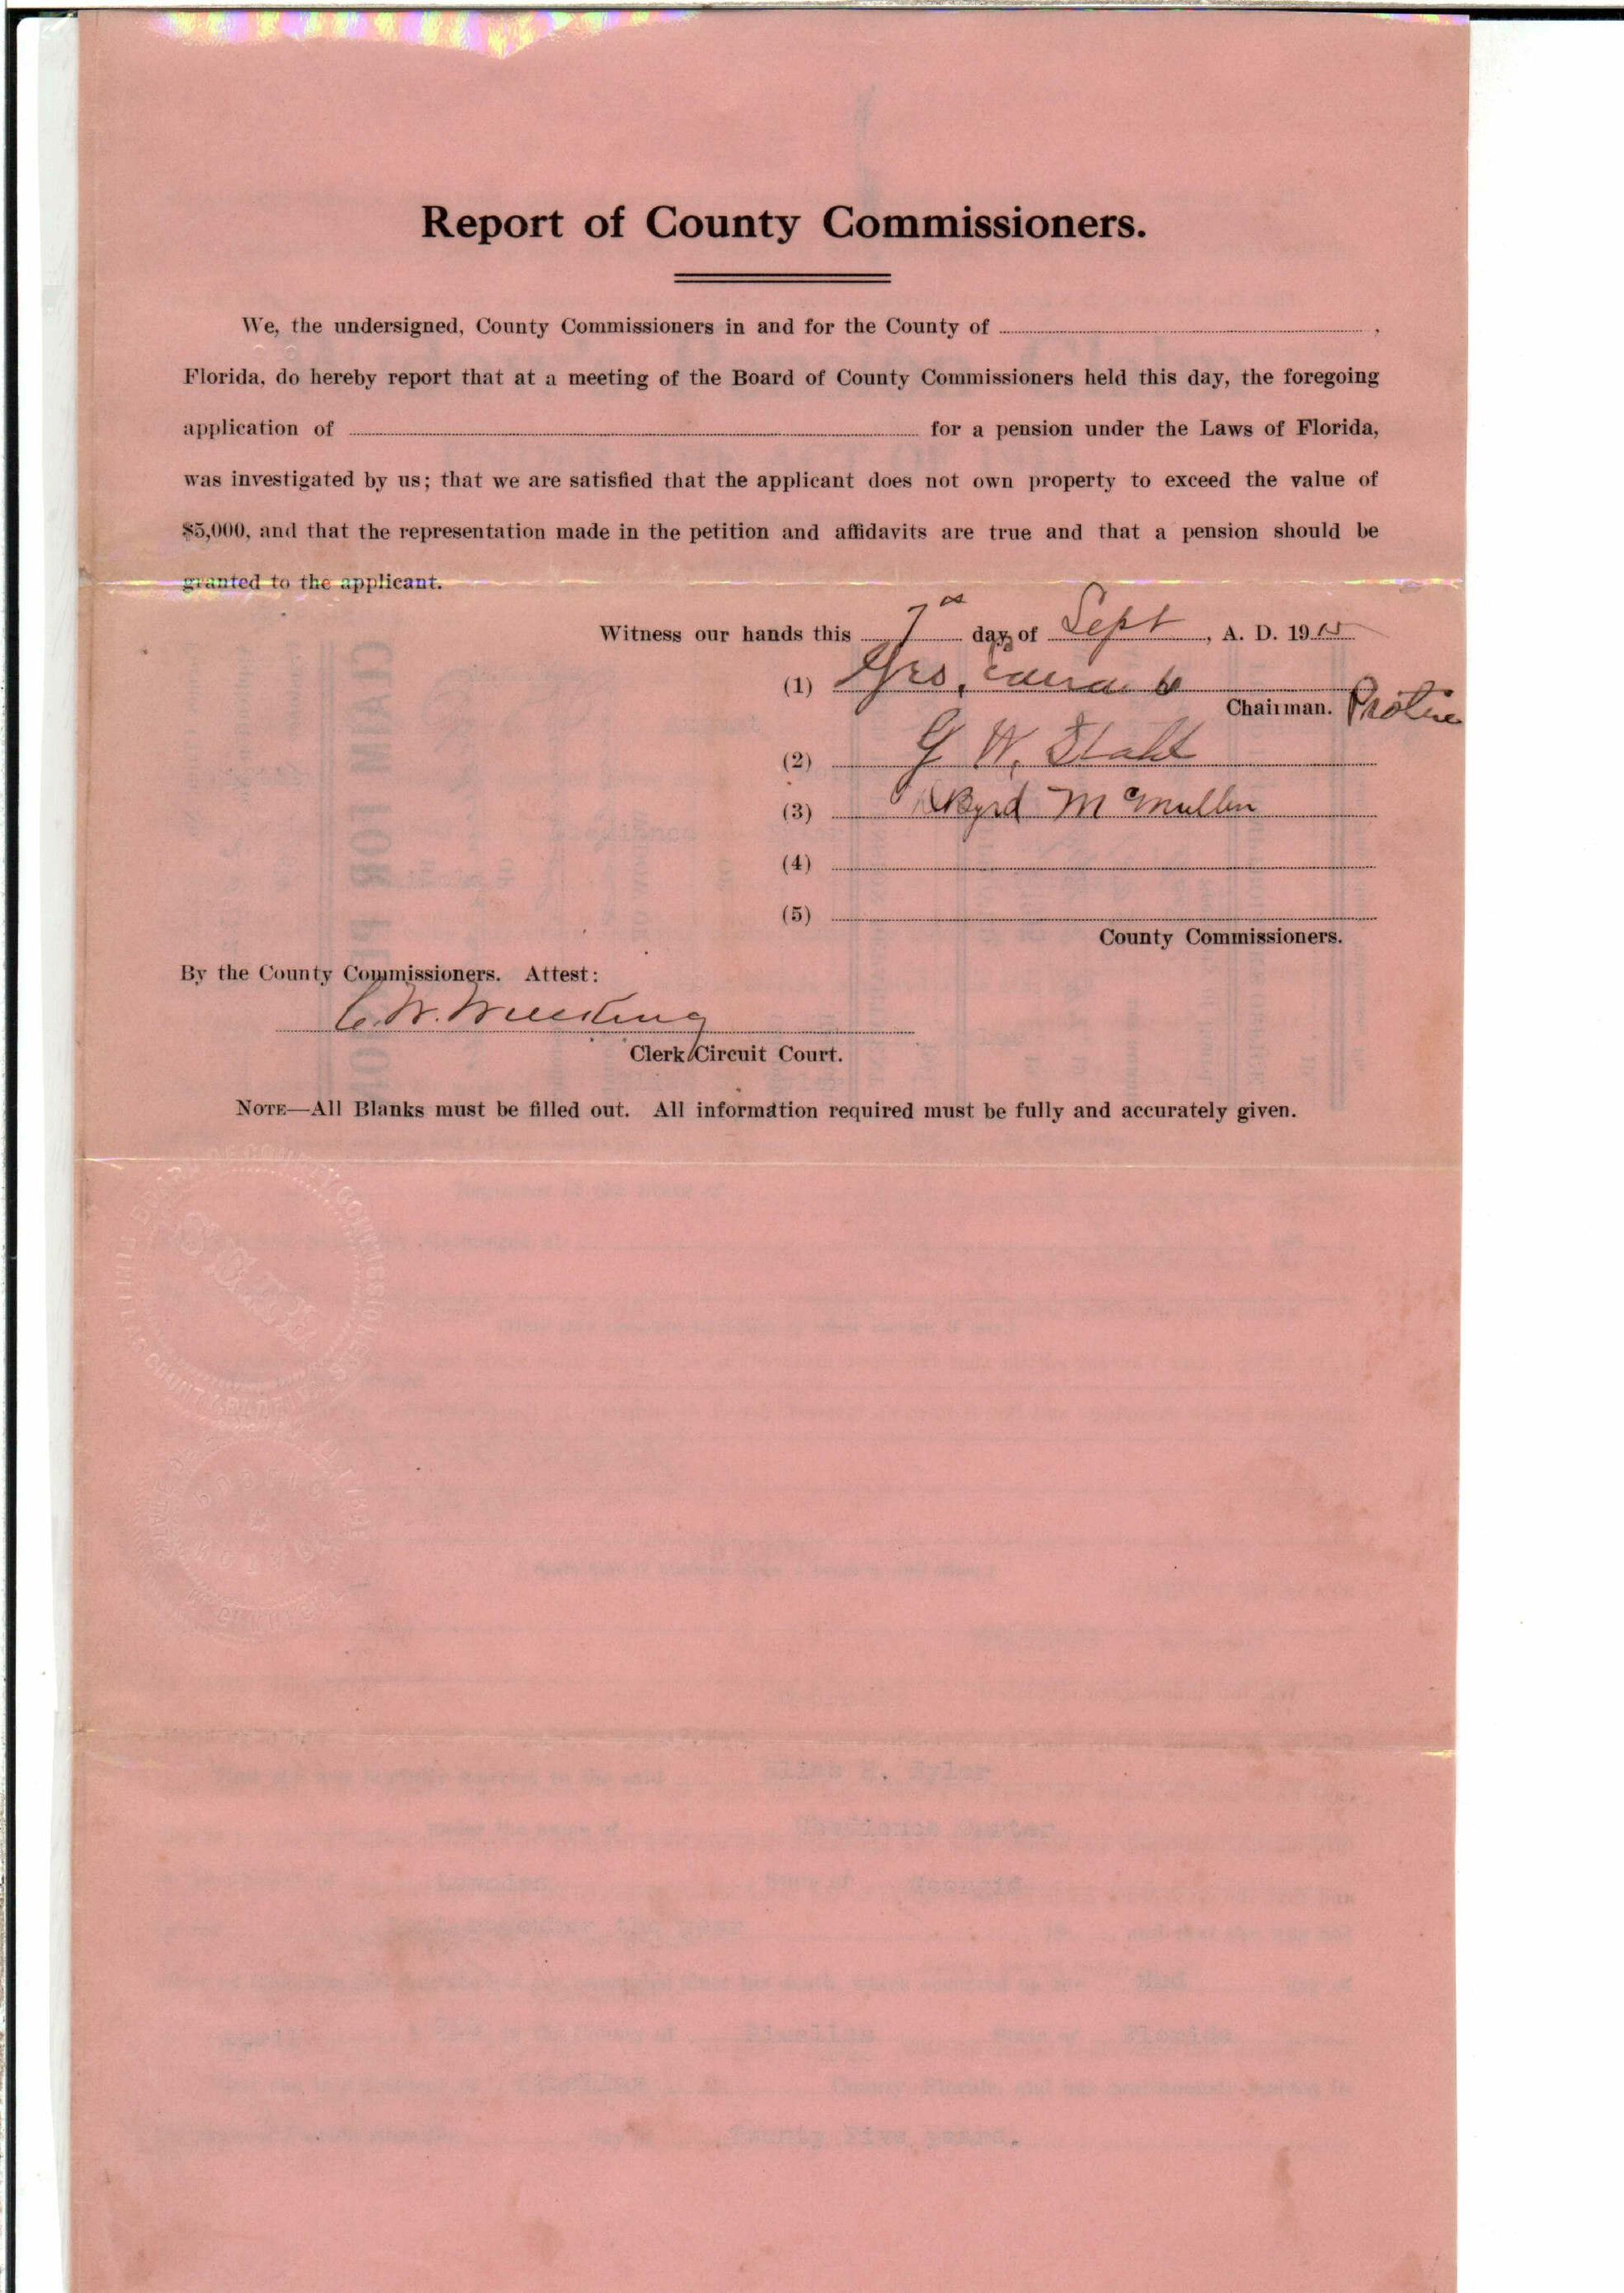 Report of County Commissioners.
We, the undersigned, County Commissioners in and for the County of ,
Florida, do hereby report that at a meeting of the Board of County Commissioners held this day, the foregoing
application of for a pension under the Laws of Florida,
was investigated by us; that we are satisfied that the applicant does not own property to exceed the value of
$5,000, and that the representation made in the petition and affidavits are true and that a pension should be
granted to the applicant.
Witness our hands this 7th day of Sept, A. D. 1915
(1)
Chairman. Protem
(2) G W.
(3) Byrd McMullen
(4)
(5)
County Commissioners.
By the County Commissioners. Attest:
C. W.
Clerk Circuit Court.
NOTE—All Blanks must be filled out. All information required must be fully and accurately given.
BOARD OF COUNTY COMMISSIONERS
SEAL